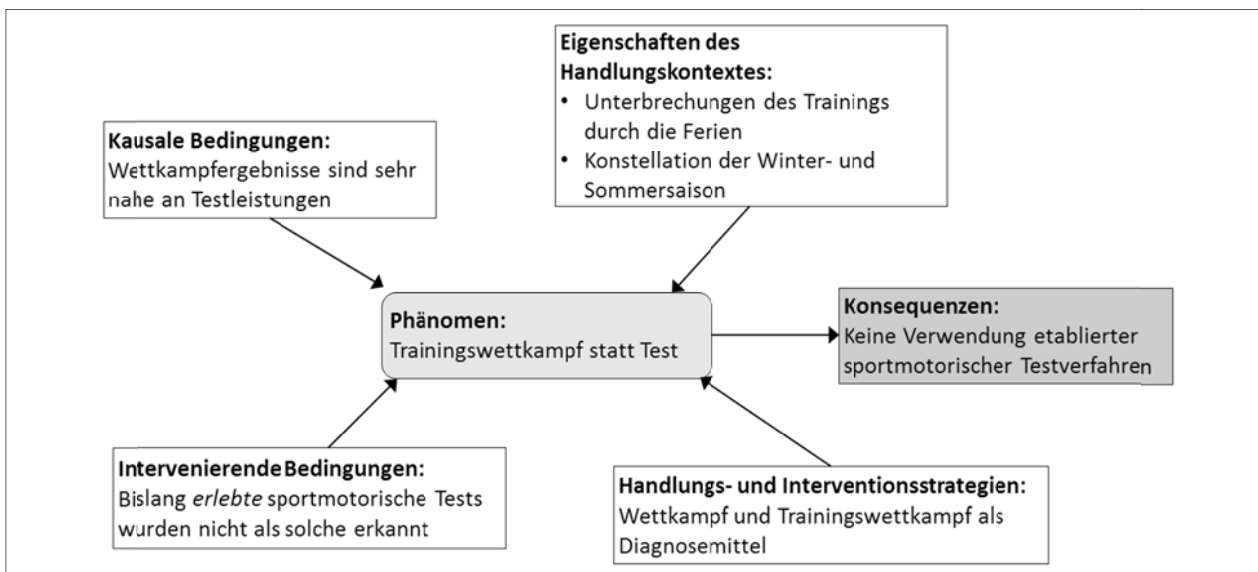 Eigenschaften des
Handlungskontextes:
• Unterbrechungen des Trainings
durch die Ferien
• Konstellation der Winter- und
Sommersaison
Kausale Bedingungen:
Wettkampfergebnisse sind sehr
nahe an Testleistungen
Phänomen:
Trainingswettkampf statt Test
Konsequenzen:
Keine Verwendung etablierter
sportmotorischer Testverfahren
Intervenierende Bedingungen:
Bislang erlebte sportmotorische Tests
wurden nicht als solche erkannt
Handlungs- und Interventionsstrategien:
Wettkampf und Trainingswettkampf als
Diagnosemittel